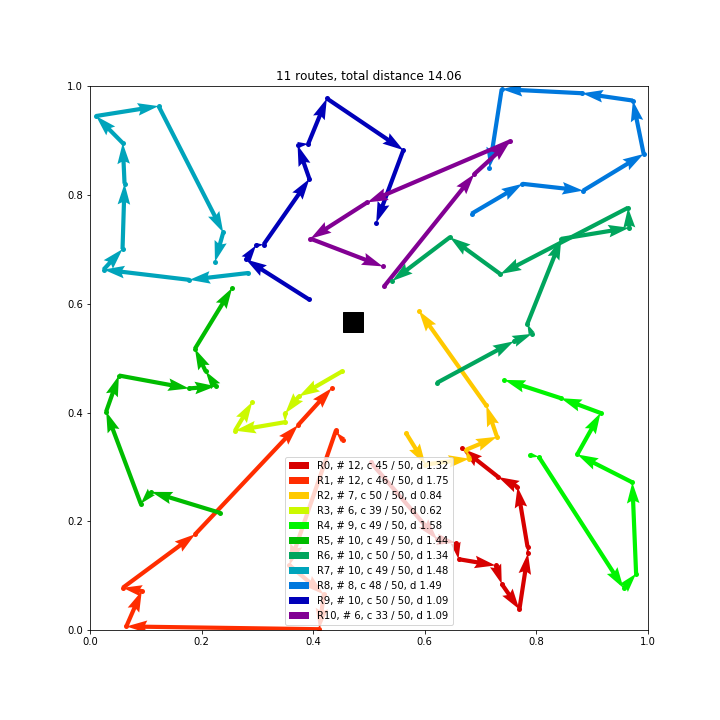 11 routes, total distance 14.06
1.0
0.8
0.6
0.4
0.2
0.0
R0, # 12, c 45 / 50, d 1.32
R1, # 12, c 46 / 50, d 1.75
R2, # 7, c 50 / 50, d 0.84
R3, # 6, c 39 / 50, d 0.62
R4, # 9, c 49 / 50, d 1.58
R5, # 10, c 49 / 50, d 1.44
R6, # 10, c 50 / 50, d 1.34
R7, # 10, c 49 / 50, d 1.48
R8, # 8, c 48 / 50, d 1.49
R9, # 10, c 50 / 50, d 1.09
R10, # 6, c 33 / 50, d 1.09
0.0 0.2 0.4 0.6 0.8 1.0